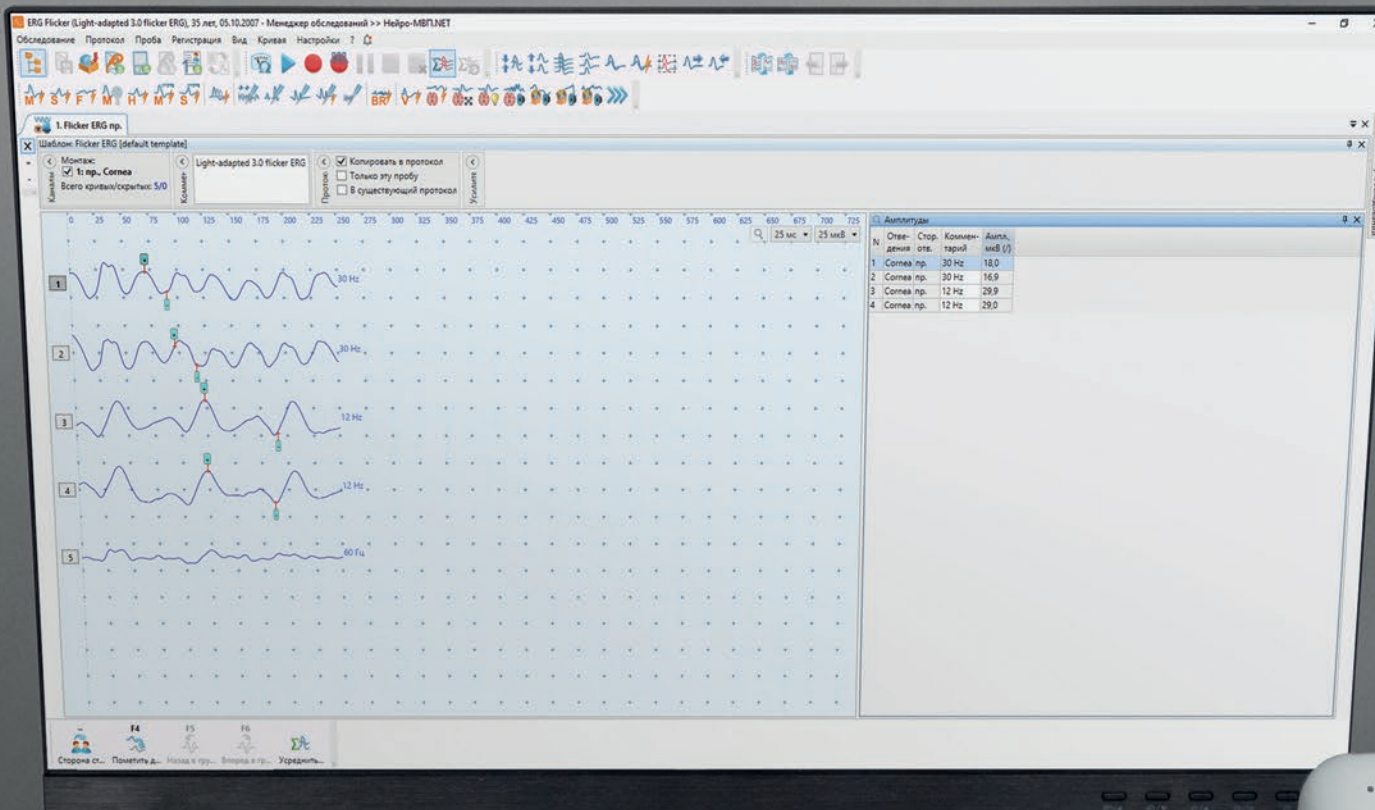 ERG Flicker (Light-adapted 3.0 flicker ERG), 35 лет, 05.10.2007 - Менеджер обследований >> Нейро-МВП.NET
Обследование Протокол Проба Регистрация Вид Кривая Настройки ?
M S F M H M S BR V
1. Flicker ERG пр.
Шаблон: Flicker ERG [default template]
Каналы
Монтаж:
1: пр., Cornea
Всего кривых/скрытых: 5/0
Коммен
Light-adapted 3.0 flicker ERG
Проток
Копировать в протокол
Только эту пробу
В существующий протокол
Усилите
0 25 50 75 100 125 150 175 200 225 250 275 300 325 350 375 400 425 450 475 500 525 550 575 600 625 650 675 700 725
25 мс 25 мкВ
1 30 Hz
2 30 Hz
3 12 Hz
4 12 Hz
5 60 Гц
Амплитуды
N Отве- Стор. Коммен- Ампл.,
дения отв. тарий мкВ (/)
1 Cornea пр. 30 Hz 18,0
2 Cornea пр. 30 Hz 16,9
3 Cornea пр. 12 Hz 29,9
4 Cornea пр. 12 Hz 29,0
F4 F5 F6
Сторона ст... Пометить д... Назад в гру... Вперед в гр... Усреднить...